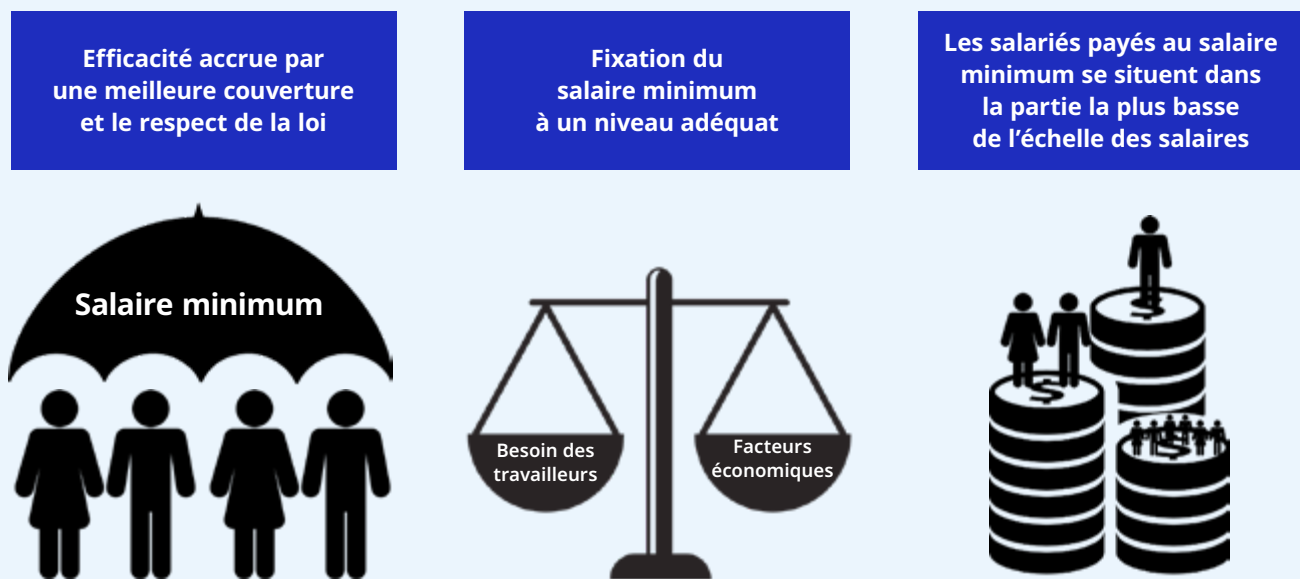 Efficacité accrue par
une meilleure couverture
et le respect de la loi
Fixation du
salaire minimum
à un niveau adéquat
Les salariés payés au salaire
minimum se situent dans
la partie la plus basse
de l’échelle des salaires
Salaire minimum
Besoin des
travailleurs
Facteurs
économiques
$
$
$